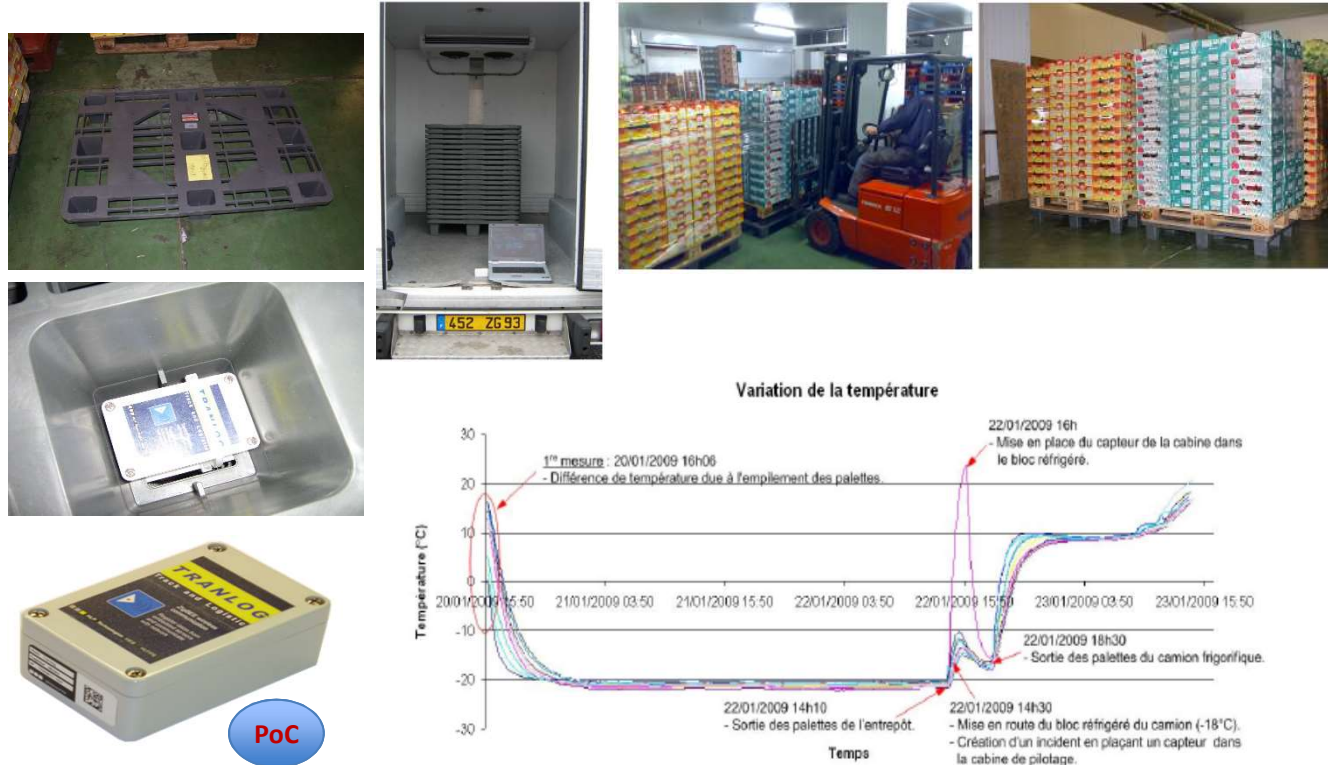 452 ZG 93
TRANLOG
TRANLOG
Track and Logistic
PoC
Variation de la température
Température (°C)
30
20
10
0
-10
-20
-30
1re mesure : 20/01/2009 16h06
- Différence de température due à l'empilement des palettes.
22/01/2009 16h
- Mise en place du capteur de la cabine dans
le bloc réfrigéré.
20/01/2009 15:50
21/01/2009 03:50
21/01/2009 15:50
22/01/2009 03:50
22/01/2009 15:50
23/01/2009 03:50
23/01/2009 15:50
22/01/2009 18h30
- Sortie des palettes du camion frigorifique.
22/01/2009 14h10
- Sortie des palettes de l'entrepôt.
22/01/2009 14h30
- Mise en route du bloc réfrigéré du camion (-18°C).
- Création d'un incident en plaçant un capteur dans
la cabine de pilotage.
Temps